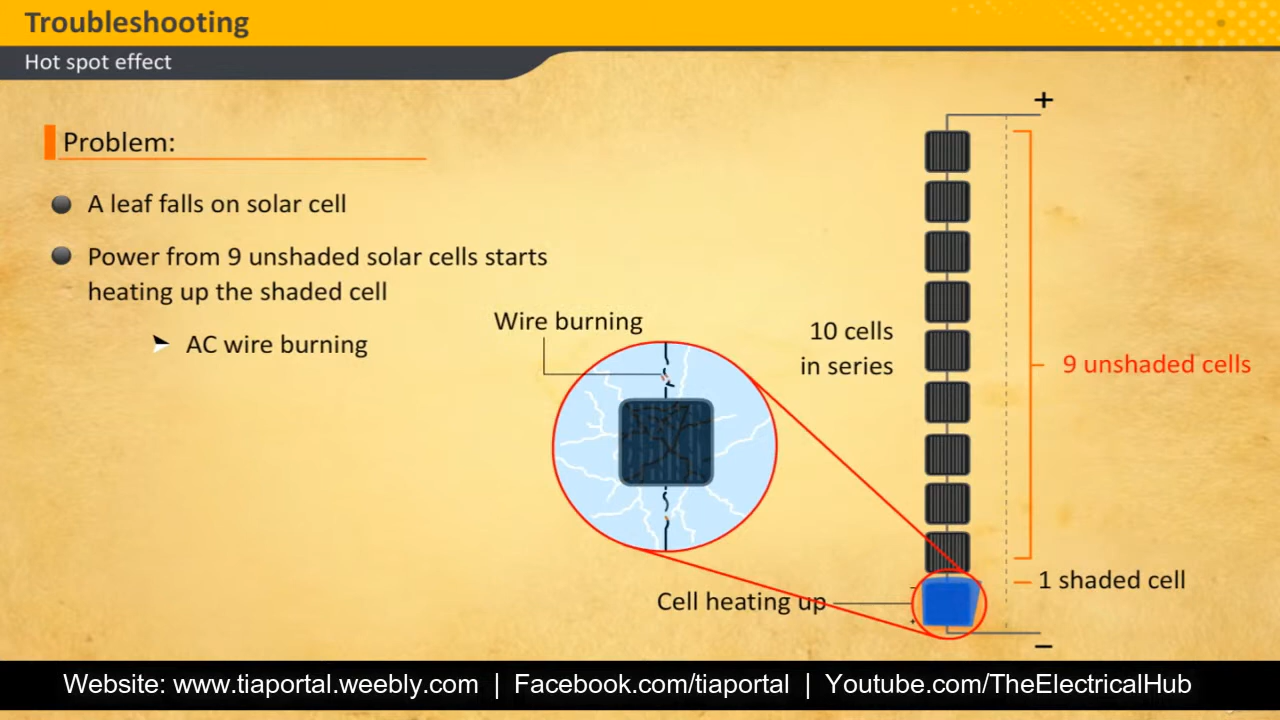 Troubleshooting
Hot spot effect
Problem:
A leaf falls on solar cell
Power from 9 unshaded solar cells starts
heating up the shaded cell
AC wire burning
Wire burning
10 cells
in series
+
9 unshaded cells
1 shaded cell
Cell heating up
−
Website: www.tiaportal.weebly.com | Facebook.com/tiaportal | Youtube.com/TheElectricalHub